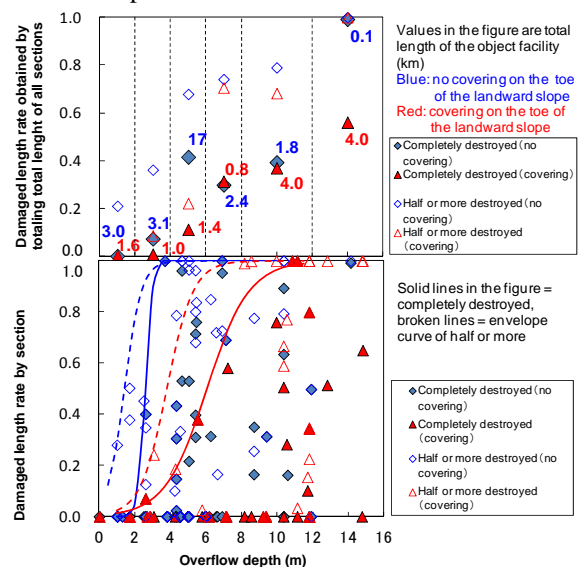 Damaged length rate obtained by
totaling total lenght of all sections
1.0
0.8
0.6
0.4
0.2
0.0
3.0
1.6
3.1
1.0
17
1.4
0.8
2.4
1.8
4.0
0.1
4.0
Values in the figure are total
length of the object facility
(km)
Blue: no covering on the toe
of the landward slope
Red: covering on the toe of
the landward slope
Completely destroyed (no
covering)
Completely destroyed (covering)
Half or more destroyed (no
covering)
Half or more destroyed
(covering)
Damaged length rate by section
1.0
0.8
0.6
0.4
0.2
0.0
0 2 4 6 8 10 12 14 16
Overflow depth (m)
Solid lines in the figure =
completely destroyed,
broken lines = envelope
curve of half or more
Completely destroyed (no
covering)
Completely destroyed
(covering)
Half or more destroyed (no
covering)
Half or more destroyed
(covering)